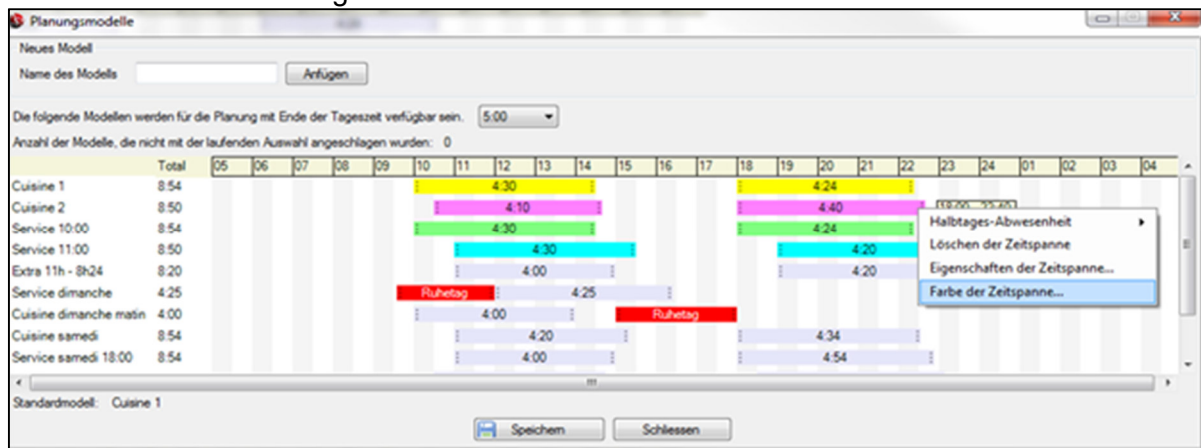 Planungsmodelle
Neues Modell
Name des Modells Anfügen
Die folgende Modellen werden für die Planung mit Ende der Tageszeit verfügbar sein. 5:00
Anzahl der Modelle, die nicht mit der laufenden Auswahl angeschlagen wurden: 0
Total 05 06 07 08 09 10 11 12 13 14 15 16 17 18 19 20 21 22 23 24 01 02 03 04
Cuisine 1 8:54 4:30 4:24
Cuisine 2 8:50 4:10 4:40
Service 10:00 8:54 4:30 4:24
Service 11:00 8:50 4:30 4:20
Extra 11h - 8h24 8:20 4:00 4:20
Service dimanche 4:25 Ruhetag 4:25
Cuisine dimanche matin 4:00 4:00 Ruhetag
Cuisine samedi 8:54 4:20 4:34
Service samedi 18:00 8:54 4:00 4:54
Halbtages-Abwesenheit
Löschen der Zeitspanne
Eigenschaften der Zeitspanne...
Farbe der Zeitspanne...
Standardmodell: Cuisine 1
Speichern Schliessen